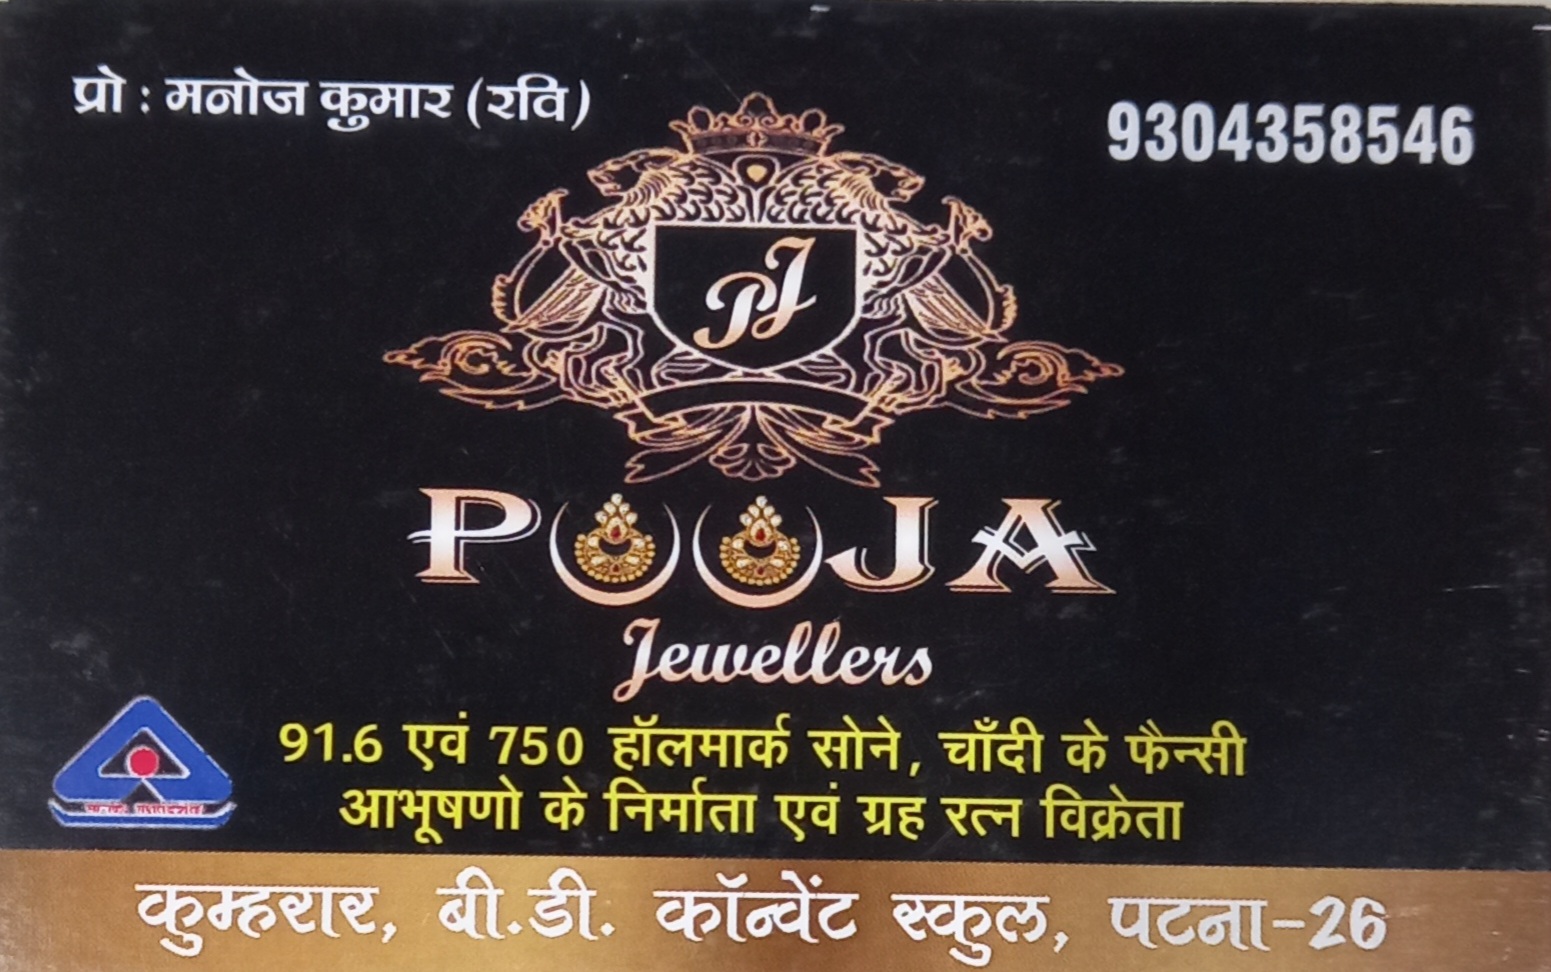 प्रो : मनोज कुमार (रवि)
9304358546
PJ
POOJA
Jewellers
91.6 एवं 750 हॉलमार्क सोने, चाँदी के फैन्सी
आभूषणो के निर्माता एवं ग्रह रत्न विक्रेता
कुम्हरार, बी.डी. कॉन्वेंट स्कुल, पटना-26